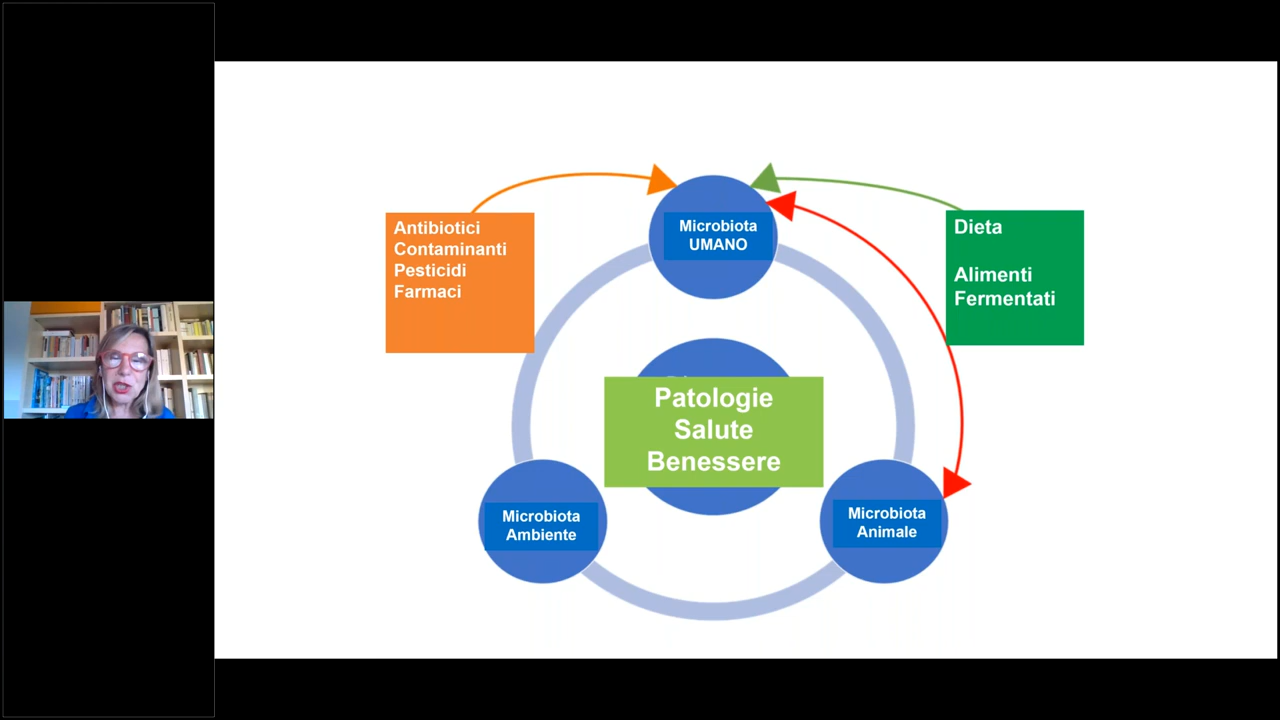 Microbiota
UMANO
Antibiotici
Contaminanti
Pesticidi
Farmaci
Dieta
Alimenti
Fermentati
Patologie
Salute
Benessere
Microbiota
Ambiente
Microbiota
Animale